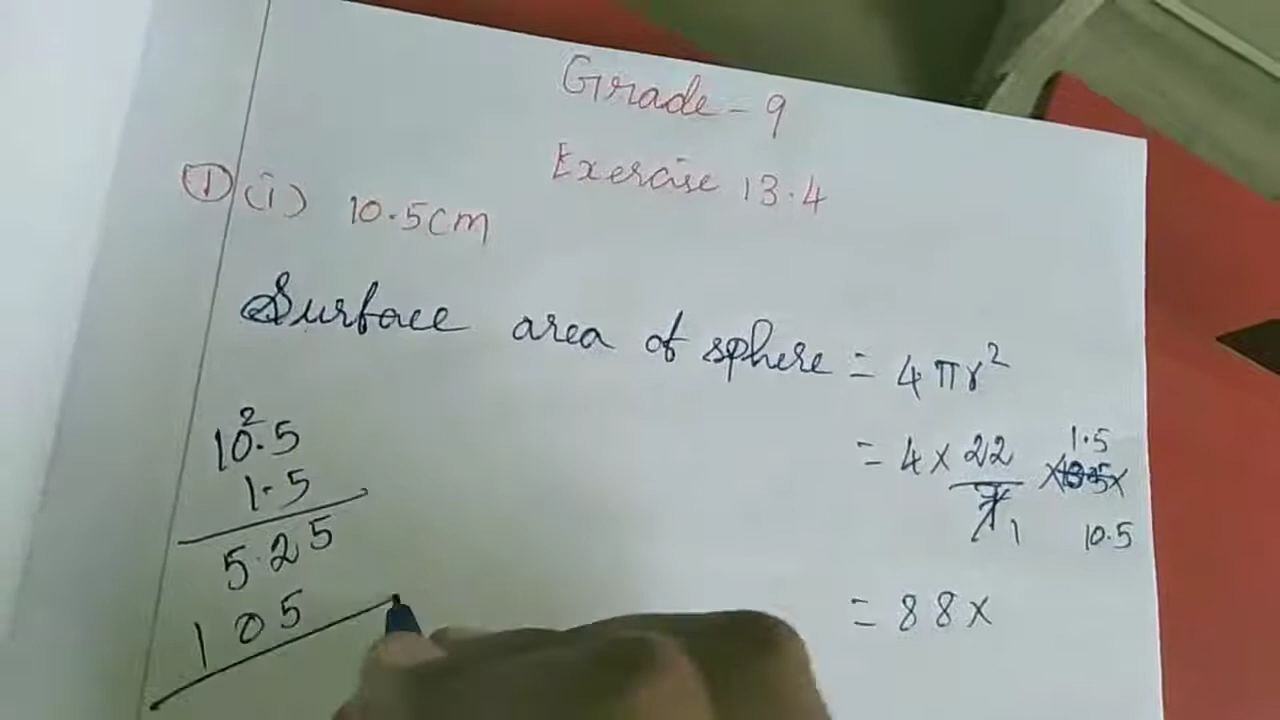 Grade - 9
Exercise 13.4
① (i) 10.5cm
Surface area of sphere = 4πr²
= 4 × 22/7 × 10.5 ×
1.5
1
10.5
= 88 ×
2
10.5
1.5
5.25
105